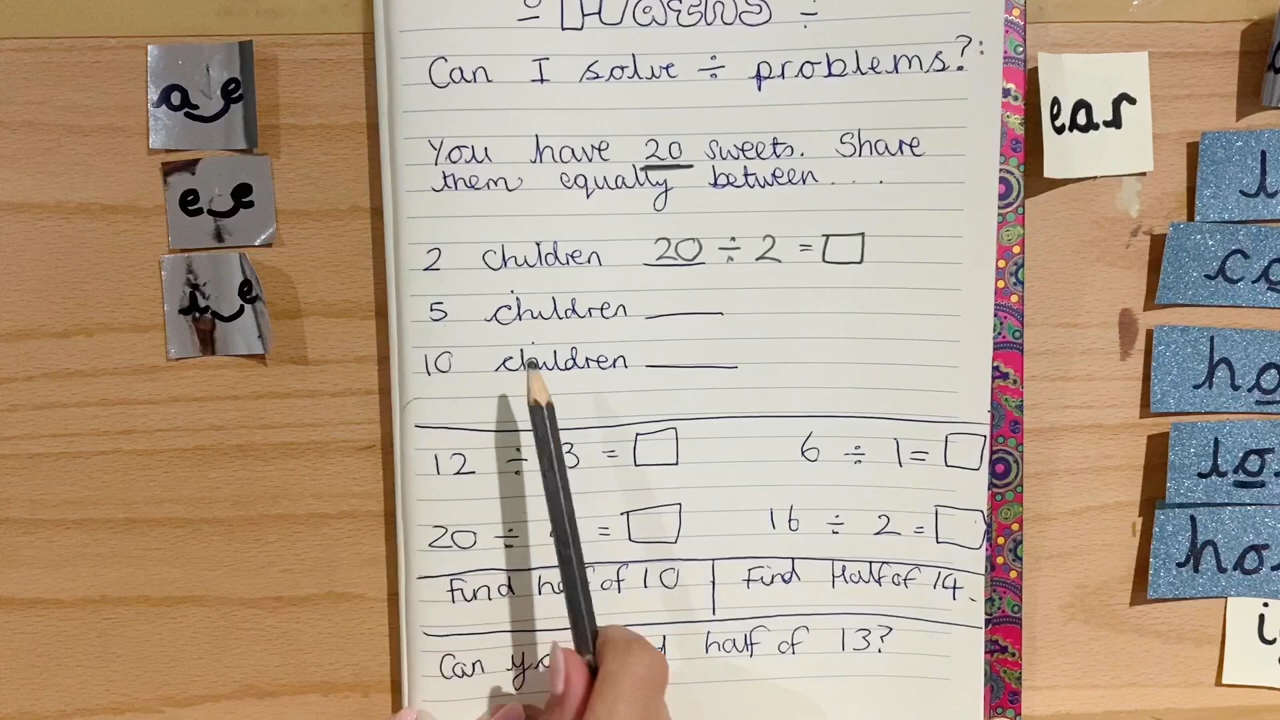 ÷ Maths ÷
Can I solve ÷ problems?:
You have 20 sweets. Share
them equally between . . . .
2 children 20 ÷ 2 = □
5 children
10 children
12 ÷ 3 = □ 6 ÷ 1 = □
20 ÷ = □ 16 ÷ 2 = □
Find half of 10 | Find Half of 14.
Can half of 13?
a_e
e_e
i_e
ear